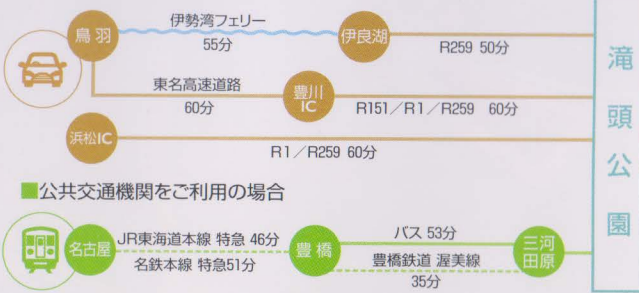 伊勢湾フェリー
鳥羽
伊良湖
55分
R259 50分
東名高速道路
豊川
IC
60分
R151／R1／R259 60分
浜松IC
R1／R259 60分
滝頭公園
■公共交通機関をご利用の場合
名古屋
JR東海道本線 特急 46分
名鉄本線 特急51分
豊橋
バス 53分
豊橋鉄道 渥美線
35分
三河
田原